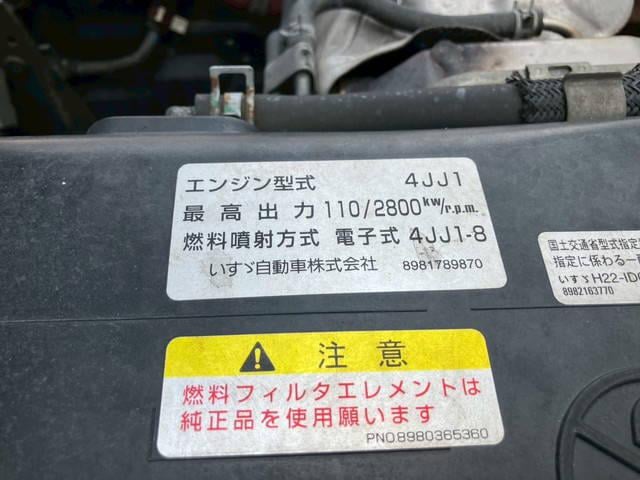 エンジン型式 4JJ1
最高出力 110/2800kw/r.p.m.
燃料噴射方式 電子式 4JJ1-8
いすゞ自動車株式会社 8981789870
国土交通省型式指定
指定に係わる一
いすゞH22-ID
8982163770
注意
燃料フィルタエレメントは
純正品を使用願います
PNO.8980365360